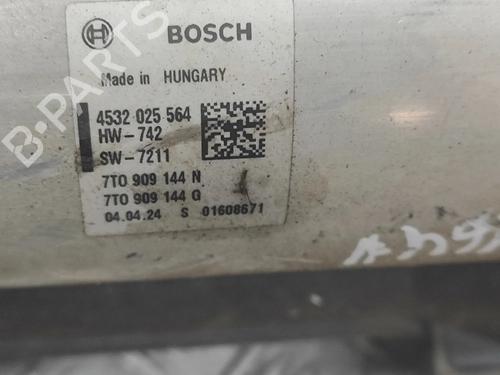 BOSCH
Made in HUNGARY
4532 025 564
HW-742
SW-7211
7T0 909 144 N
7T0 909 144 G
04.04.24 S 01608671
B-PARTS